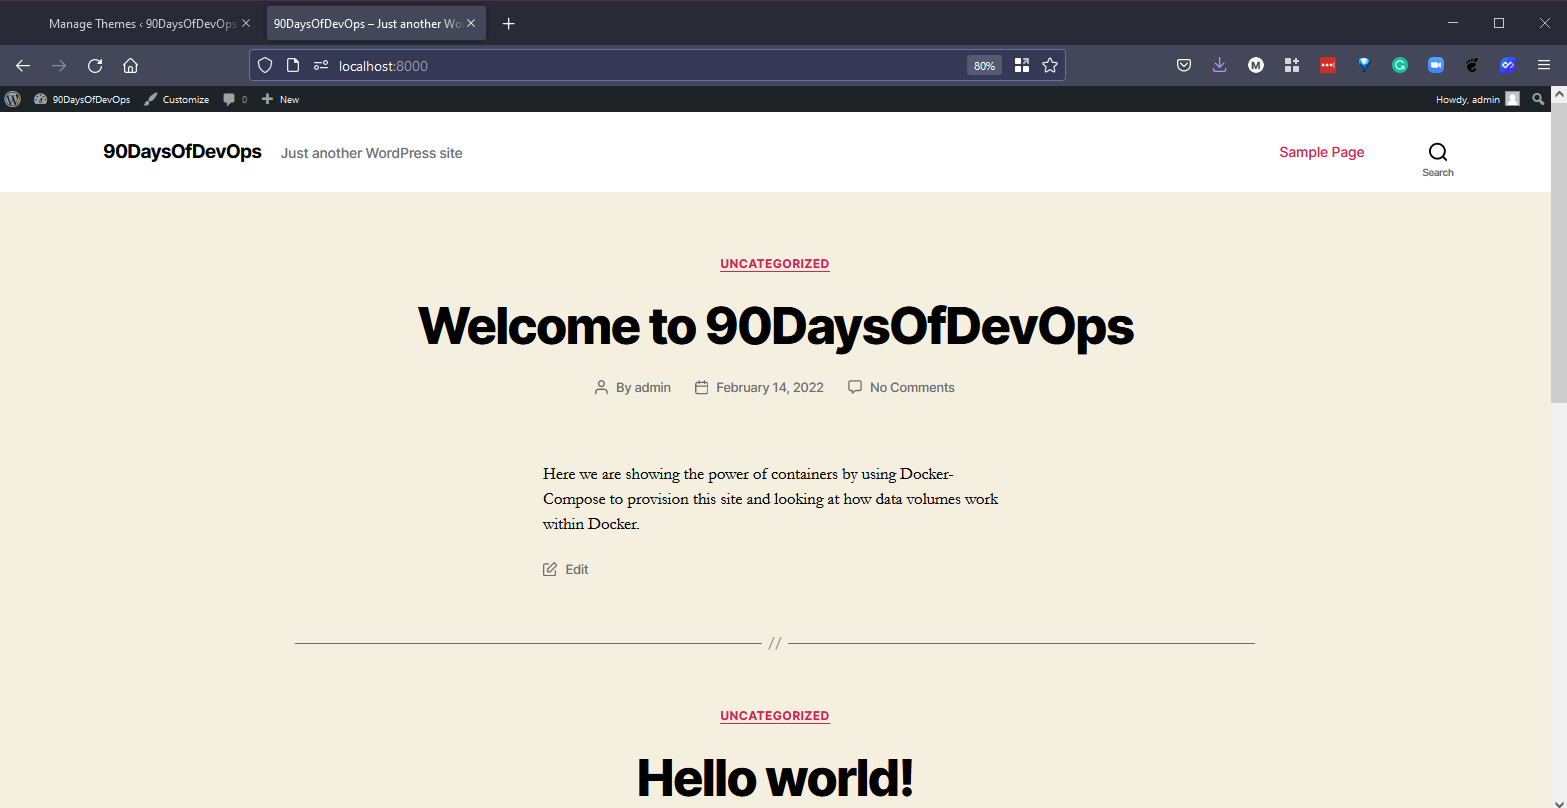 Manage Themes ‹ 90DaysOfDevOps
90DaysOfDevOps – Just another Wo
localhost:8000
80%
90DaysOfDevOps
Customize
0
New
Howdy, admin
90DaysOfDevOps
Just another WordPress site
Sample Page
Search
UNCATEGORIZED
Welcome to 90DaysOfDevOps
By admin
February 14, 2022
No Comments
Here we are showing the power of containers by using Docker-
Compose to provision this site and looking at how data volumes work
within Docker.
Edit
//
UNCATEGORIZED
Hello world!